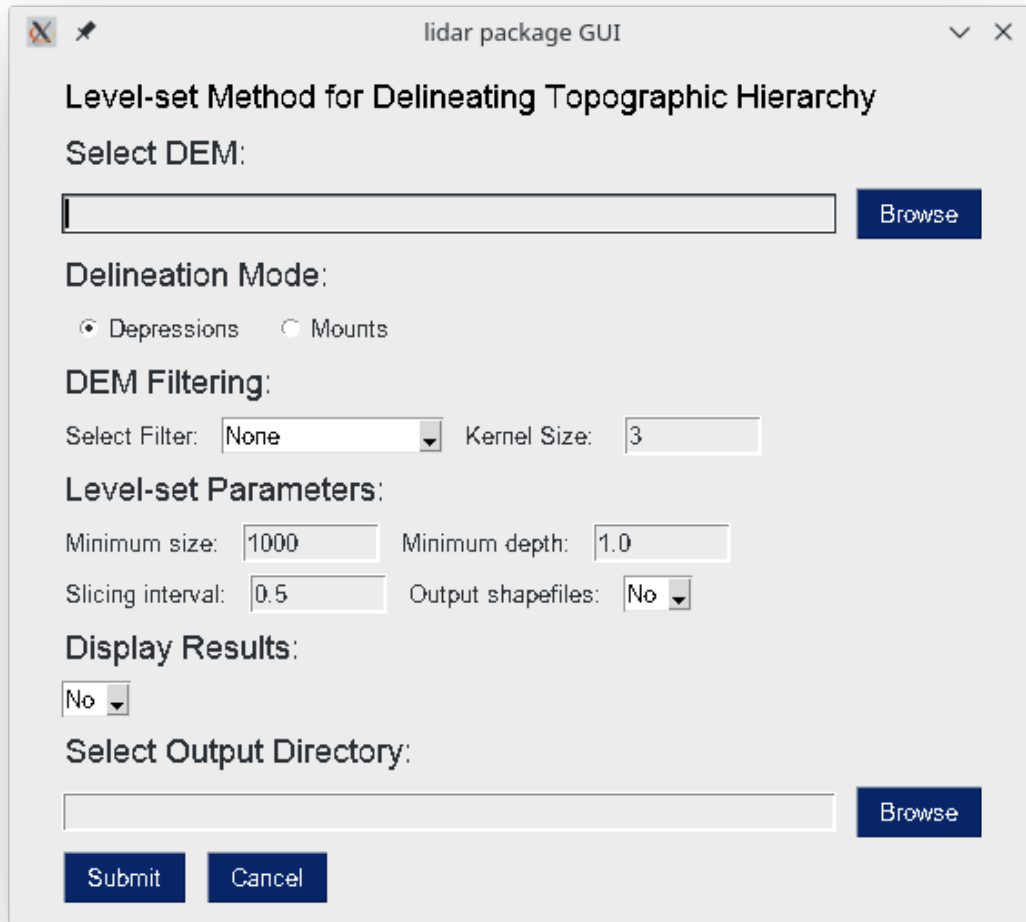 lidar package GUI
Level-set Method for Delineating Topographic Hierarchy
Select DEM:
Browse
Delineation Mode:
Depressions Mounts
DEM Filtering:
Select Filter: None Kernel Size: 3
Level-set Parameters:
Minimum size: 1000 Minimum depth: 1.0
Slicing interval: 0.5 Output shapefiles: No
Display Results:
No
Select Output Directory:
Browse
Submit Cancel